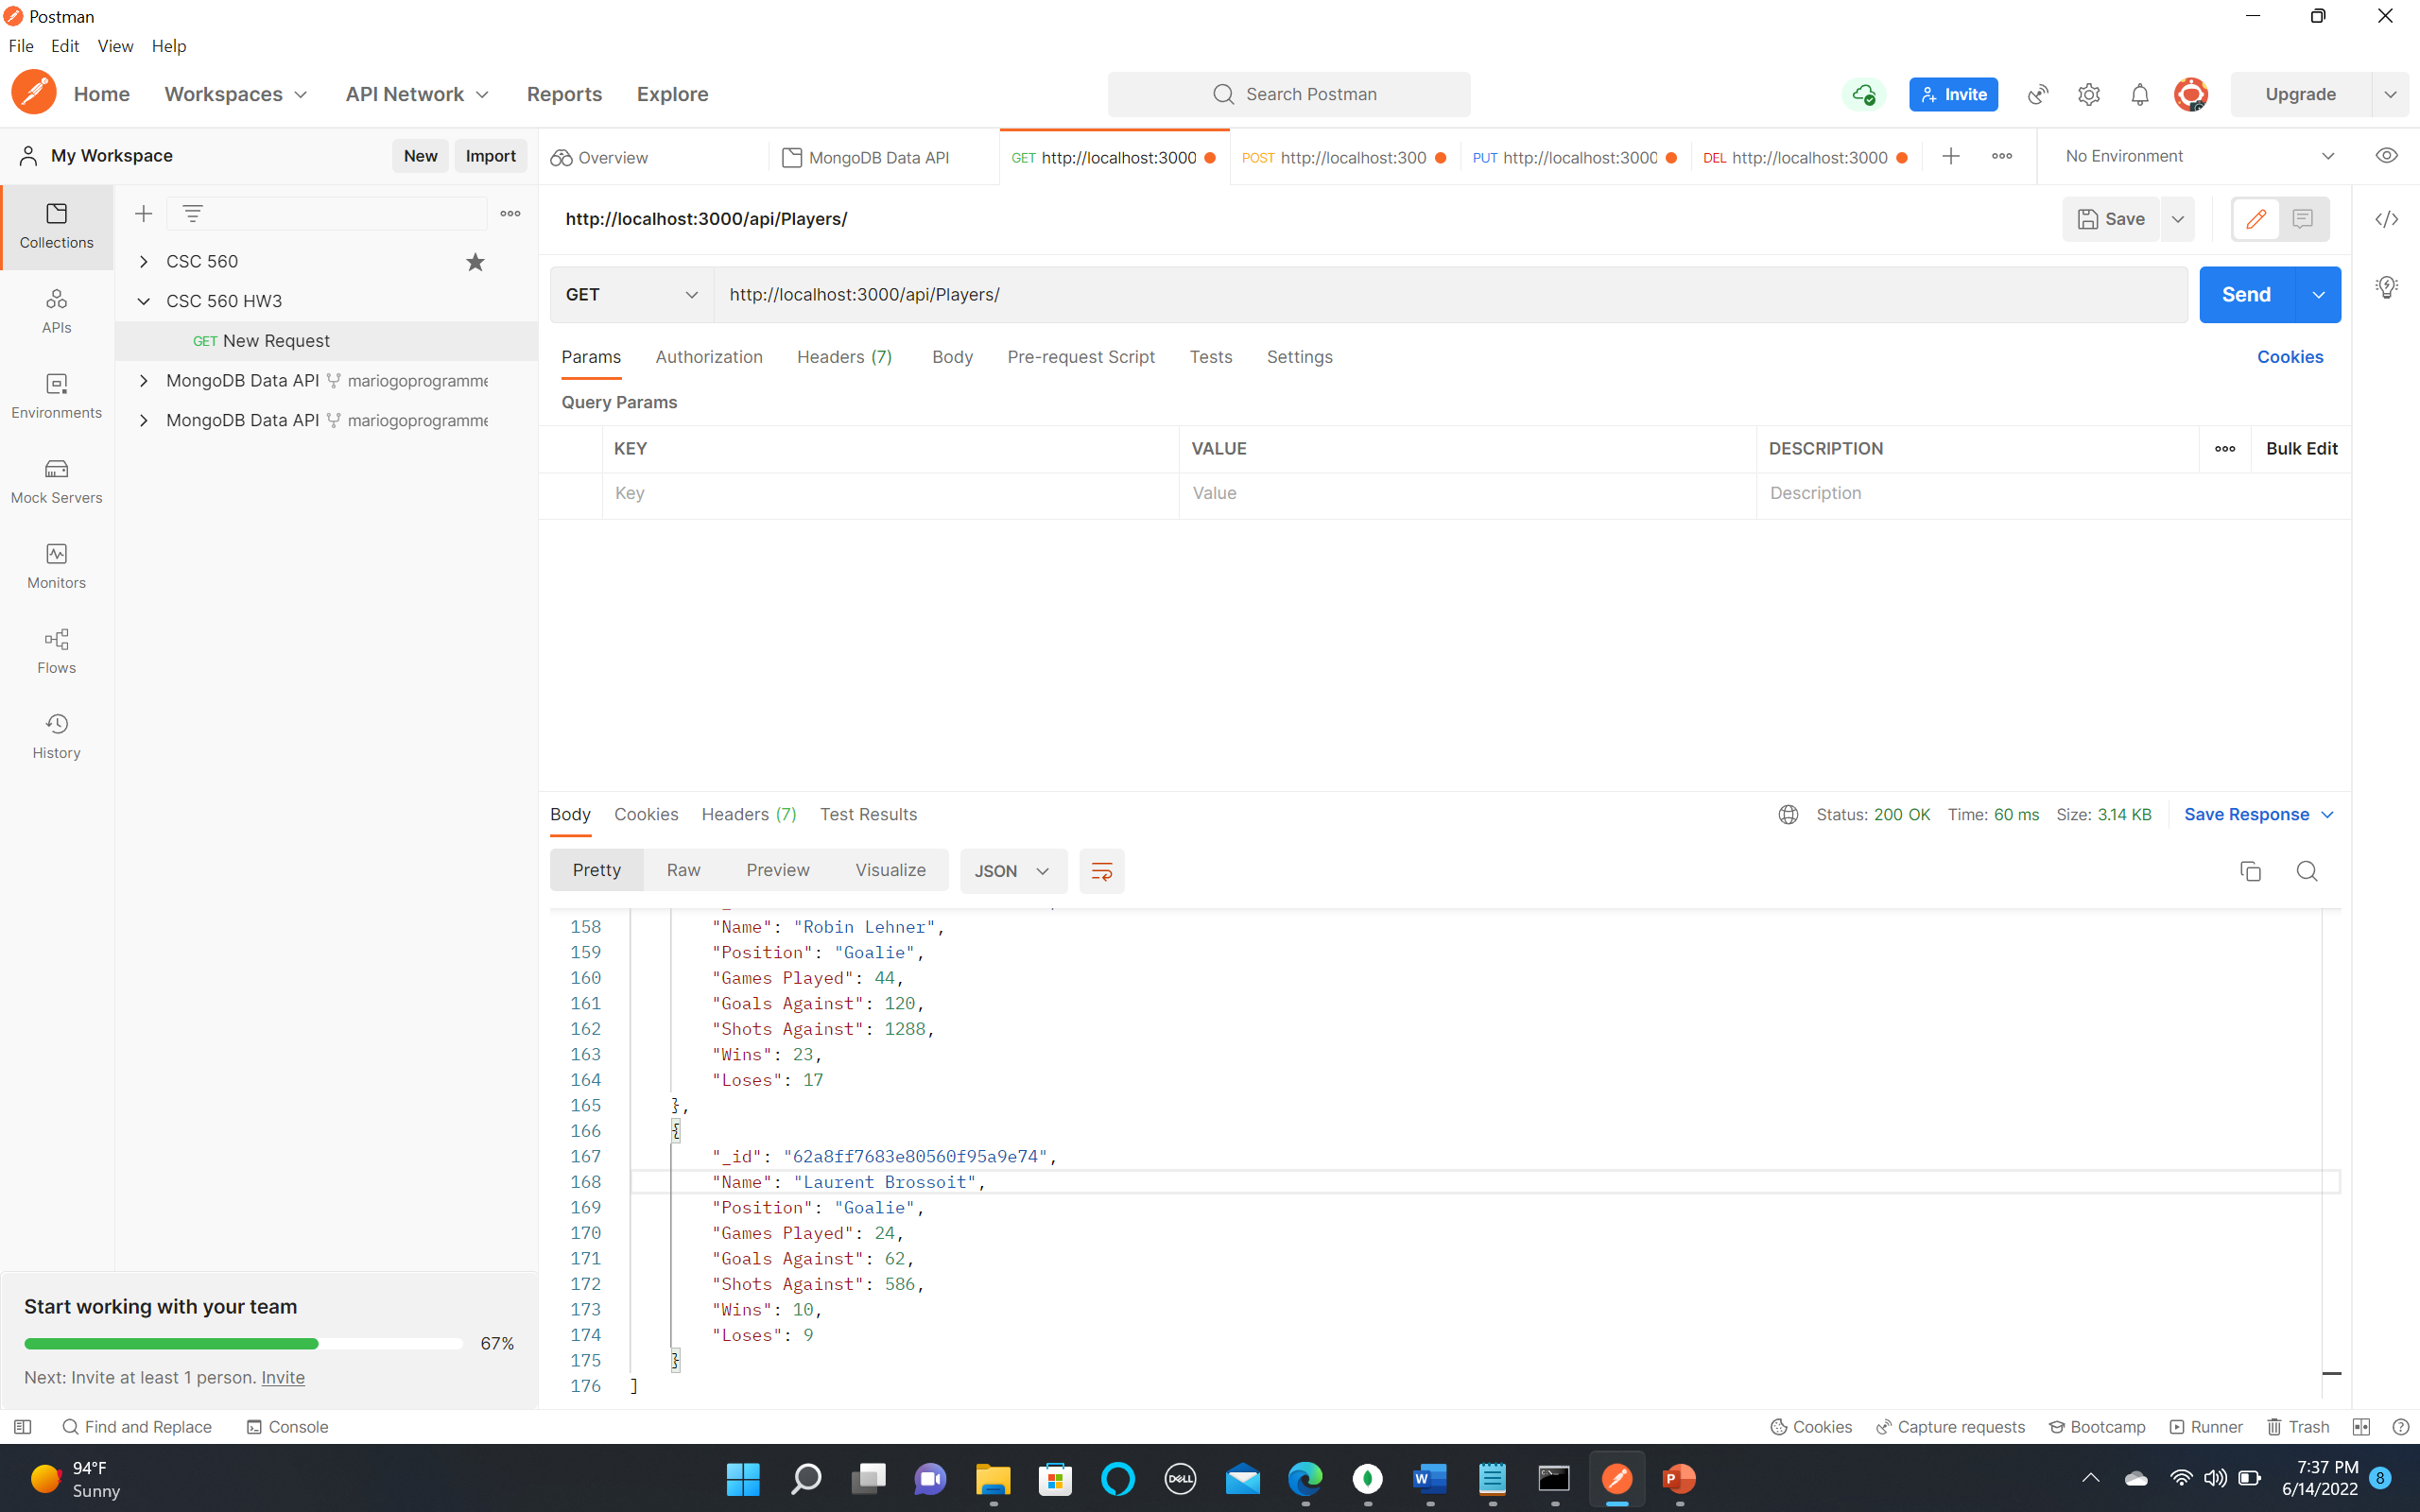 Postman
File Edit View Help
Home Workspaces API Network Reports Explore
Search Postman
Invite
Upgrade
My Workspace
New
Import
Overview
MongoDB Data API
GET http://localhost:3000
POST http://localhost:300
PUT http://localhost:3000
DEL http://localhost:3000
No Environment
Collections
APIs
Environments
Mock Servers
Monitors
Flows
History
CSC 560
CSC 560 HW3
GET New Request
MongoDB Data API mariogoprogramme
MongoDB Data API mariogoprogramme
http://localhost:3000/api/Players/
Save
GET
http://localhost:3000/api/Players/
Send
Params Authorization Headers (7) Body Pre-request Script Tests Settings
Cookies
Query Params
KEY VALUE DESCRIPTION
Bulk Edit
Key Value Description
Body Cookies Headers (7) Test Results
Status: 200 OK Time: 60 ms Size: 3.14 KB
Save Response
Pretty Raw Preview Visualize
JSON
158 "Name": "Robin Lehner",
159 "Position": "Goalie",
160 "Games Played": 44,
161 "Goals Against": 120,
162 "Shots Against": 1288,
163 "Wins": 23,
164 "Loses": 17
165 },
166 {
167 "_id": "62a8ff7683e80560f95a9e74",
168 "Name": "Laurent Brossoit",
169 "Position": "Goalie",
170 "Games Played": 24,
171 "Goals Against": 62,
172 "Shots Against": 586,
173 "Wins": 10,
174 "Loses": 9
175 }
176 ]
Start working with your team
67%
Next: Invite at least 1 person. Invite
Find and Replace
Console
Cookies
Capture requests
Bootcamp
Runner
Trash
94°F
Sunny
DELL
W
P
7:37 PM
6/14/2022
8